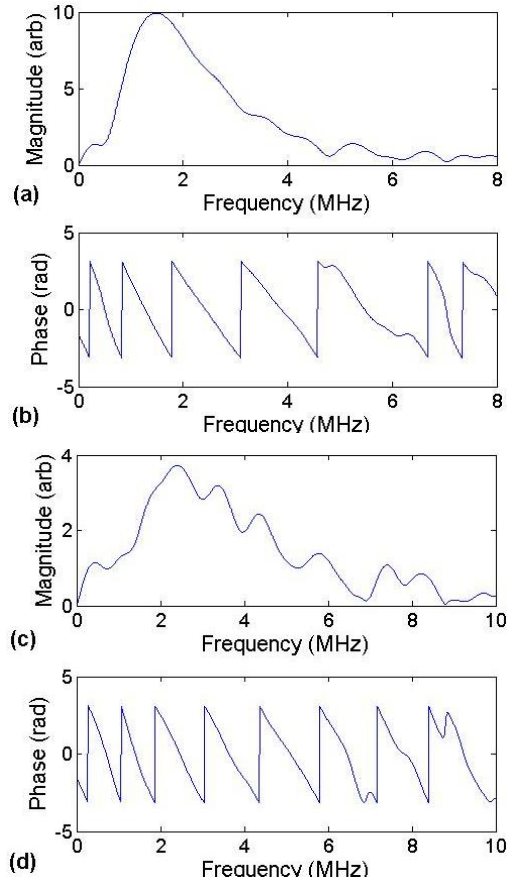 10
5
0
Magnitude (arb)
0 2 4 6 8
Frequency (MHz)
(a)
5
0
-5
Phase (rad)
0 2 4 6 8
Frequency (MHz)
(b)
4
2
0
Magnitude (arb)
0 2 4 6 8 10
Frequency (MHz)
(c)
5
0
-5
Phase (rad)
0 2 4 6 8 10
Frequency (MHz)
(d)